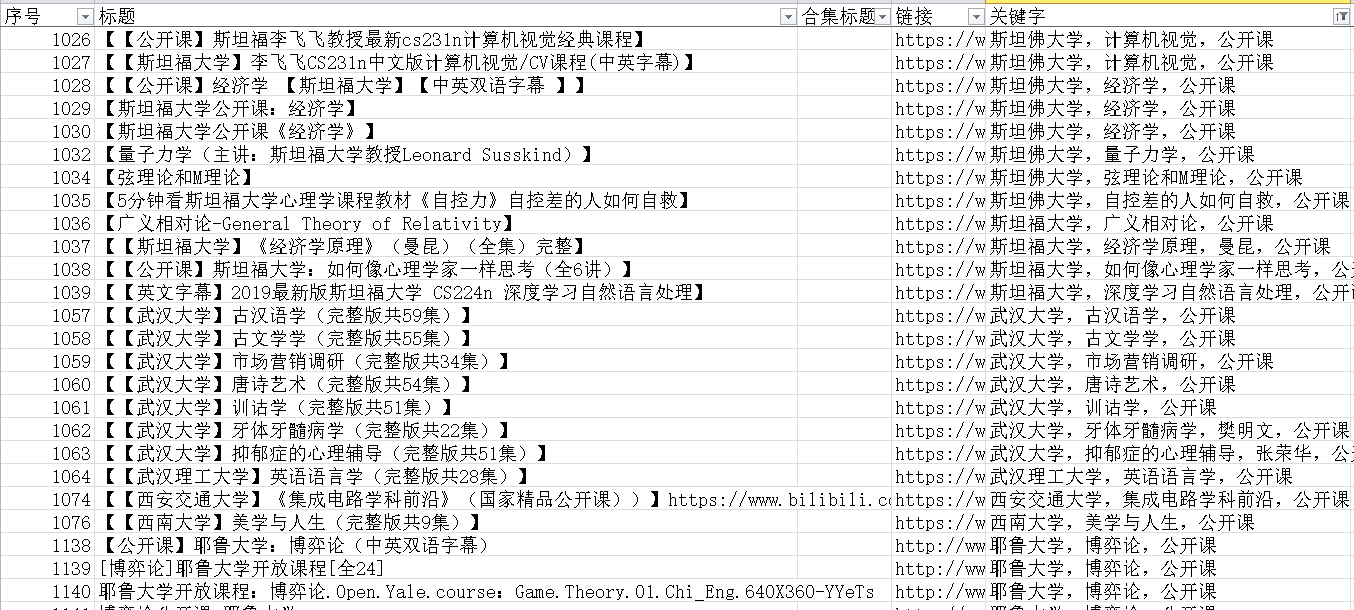 序号 标题 合集标题 链接 关键字
1026 【【公开课】斯坦福李飞飞教授最新cs231n计算机视觉经典课程】 https://w 斯坦佛大学，计算机视觉，公开课
1027 【【斯坦福大学】李飞飞CS231n中文版计算机视觉/CV课程(中英字幕)】 https://w 斯坦佛大学，计算机视觉，公开课
1028 【【公开课】经济学 【斯坦福大学】【中英双语字幕 】】 https://w 斯坦佛大学，经济学，公开课
1029 【斯坦福大学公开课：经济学】 https://w 斯坦佛大学，经济学，公开课
1030 【斯坦福大学公开课《经济学》】 https://w 斯坦佛大学，经济学，公开课
1032 【量子力学（主讲：斯坦福大学教授Leonard Susskind）】 https://w 斯坦佛大学，量子力学，公开课
1034 【弦理论和M理论】 https://w 斯坦佛大学，弦理论和M理论，公开课
1035 【5分钟看斯坦福大学心理学课程教材《自控力》自控差的人如何自救】 https://w 斯坦佛大学，自控差的人如何自救，公开课
1036 【广义相对论-General Theory of Relativity】 https://w 斯坦福大学，广义相对论，公开课
1037 【【斯坦福大学】《经济学原理》（曼昆）（全集）完整】 https://w 斯坦福大学，经济学原理，曼昆，公开课
1038 【【公开课】斯坦福大学：如何像心理学家一样思考（全6讲）】 https://w 斯坦福大学，如何像心理学家一样思考，公
1039 【【英文字幕】2019最新版斯坦福大学 CS224n 深度学习自然语言处理】 https://w 斯坦福大学，深度学习自然语言处理，公开
1057 【【武汉大学】古汉语学（完整版共59集）】 https://w 武汉大学，古汉语学，公开课
1058 【【武汉大学】古文学学（完整版共55集）】 https://w 武汉大学，古文学学，公开课
1059 【【武汉大学】市场营销调研（完整版共34集）】 https://w 武汉大学，市场营销调研，公开课
1060 【【武汉大学】唐诗艺术（完整版共54集）】 https://w 武汉大学，唐诗艺术，公开课
1061 【【武汉大学】训诂学（完整版共51集）】 https://w 武汉大学，训诂学，公开课
1062 【【武汉大学】牙体牙髓病学（完整版共22集）】 https://w 武汉大学，牙体牙髓病学，樊明文，公开课
1063 【【武汉大学】抑郁症的心理辅导（完整版共51集）】 https://w 武汉大学，抑郁症的心理辅导，张荣华，公
1064 【【武汉理工大学】英语语言学（完整版共28集）】 https://w 武汉理工大学，英语语言学，公开课
1074 【【西安交通大学】《集成电路学科前沿》（国家精品公开课））】https://www.bilibili.co https://w 西安交通大学，集成电路学科前沿，公开课
1076 【【西南大学】美学与人生（完整版共9集）】 https://w 西南大学，美学与人生，公开课
1138 【公开课】耶鲁大学：博弈论（中英双语字幕） http://ww 耶鲁大学，博弈论，公开课
1139 [博弈论]耶鲁大学开放课程[全24] http://ww 耶鲁大学，博弈论，公开课
1140 耶鲁大学开放课程：博弈论.Open.Yale.course：Game.Theory.01.Chi_Eng.640X360-YYeTs http://ww 耶鲁大学，博弈论，公开课